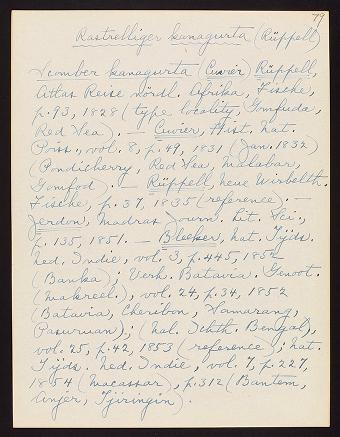 79
Rastrelliger kanagurta (Rüppell)
Scomber kanagurta (Cuvier) Rüppell,
Atlas Reise nördl. Afrika, Fische,
p. 93, 1828 (type locality, Gomfuda,
Red Sea). — Cuvier, Hist. Nat.
Poiss., vol. 8, p. 49, 1831 (Jan. 1832)
(Pondicherry, Red Sea, Malabar,
Gomfod). — Rüppell, Neue Wirbelth.
Fische, p. 37, 1835 (reference). —
Jerdon, Madras Journ. Lit. Sci.,
p. 135, 1851. — Bleeker, Nat. Tijds.
Ned. Indie, vol. 3, p. 445, 1852
(Banka); Verh. Batavia. Genoot.
(Makreel.), vol. 24, p. 34, 1852
(Batavia, Cheribon, Samarang,
Pasuruan); (Nal. Ichth. Bengal),
vol. 25, p. 42, 1853 (reference); Nat.
Tijds. Ned. Indie, vol. 7, p. 227,
1854 (Macassar), p. 312 (Bantem,
Anjer, Tjiringin).